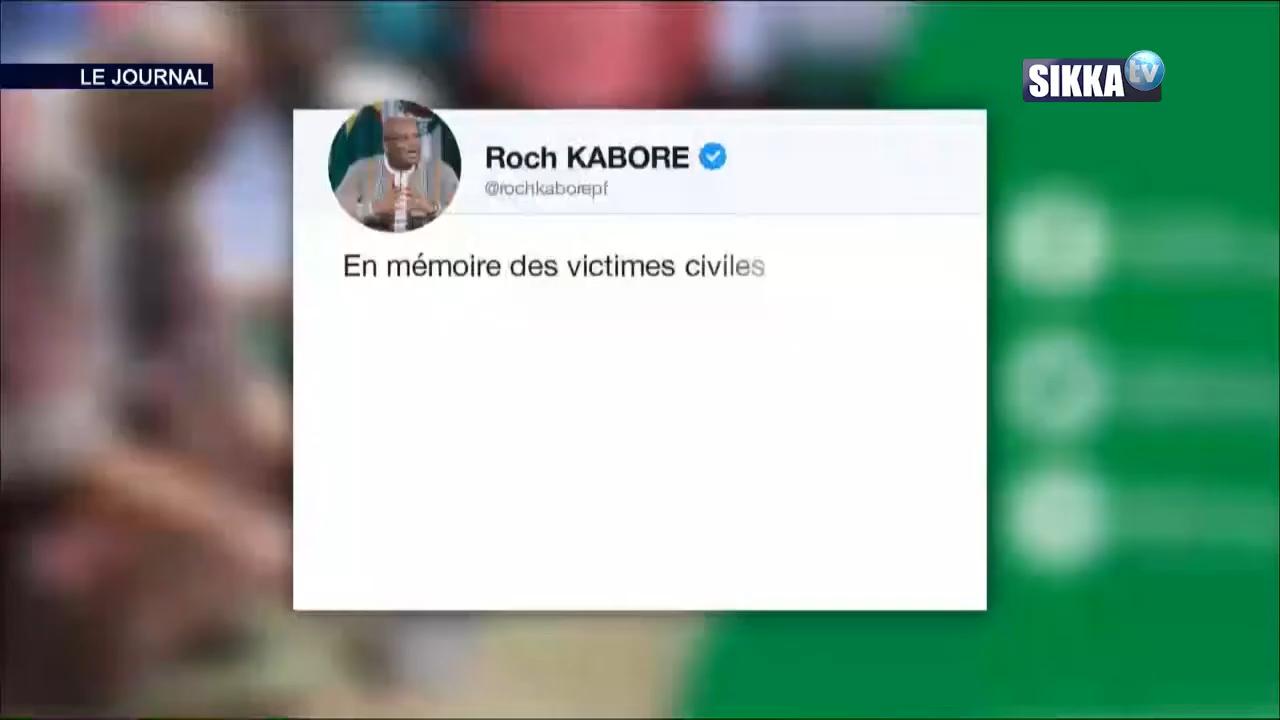 LE JOURNAL
SIKKA tv
Roch KABORE
@rochkaborepf
En mémoire des victimes civiles